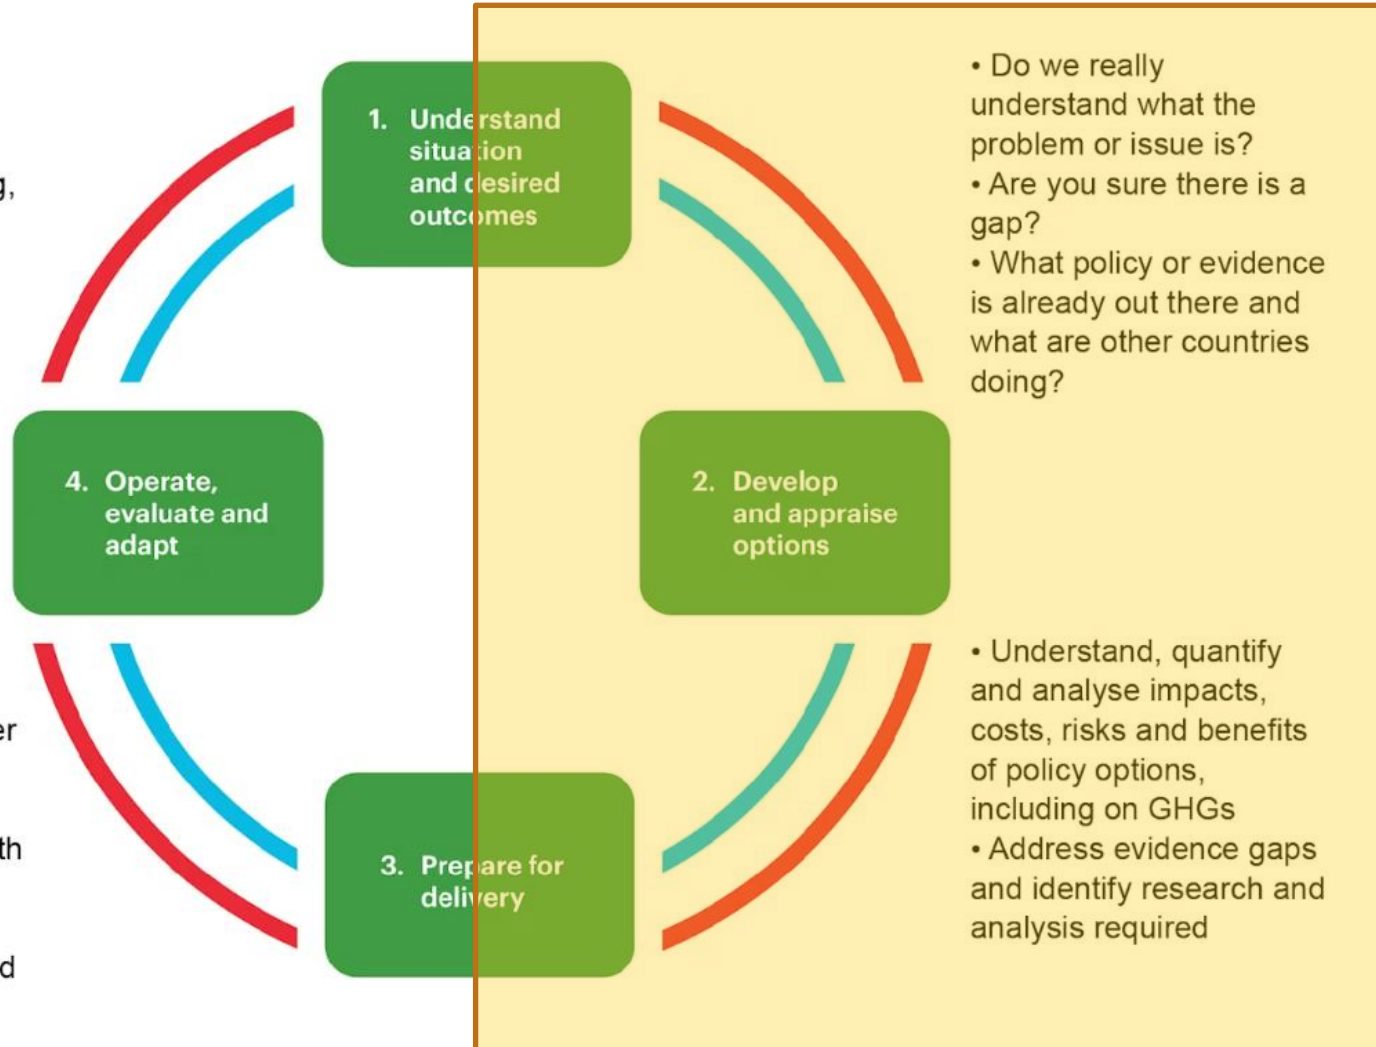 1. Understand
situation
and desired
outcomes
• Do we really
understand what the
problem or issue is?
• Are you sure there is a
gap?
• What policy or evidence
is already out there and
what are other countries
doing?
4. Operate,
evaluate and
adapt
2. Develop
and appraise
options
3. Prepare for
delivery
• Understand, quantify
and analyse impacts,
costs, risks and benefits
of policy options,
including on GHGs
• Address evidence gaps
and identify research and
analysis required